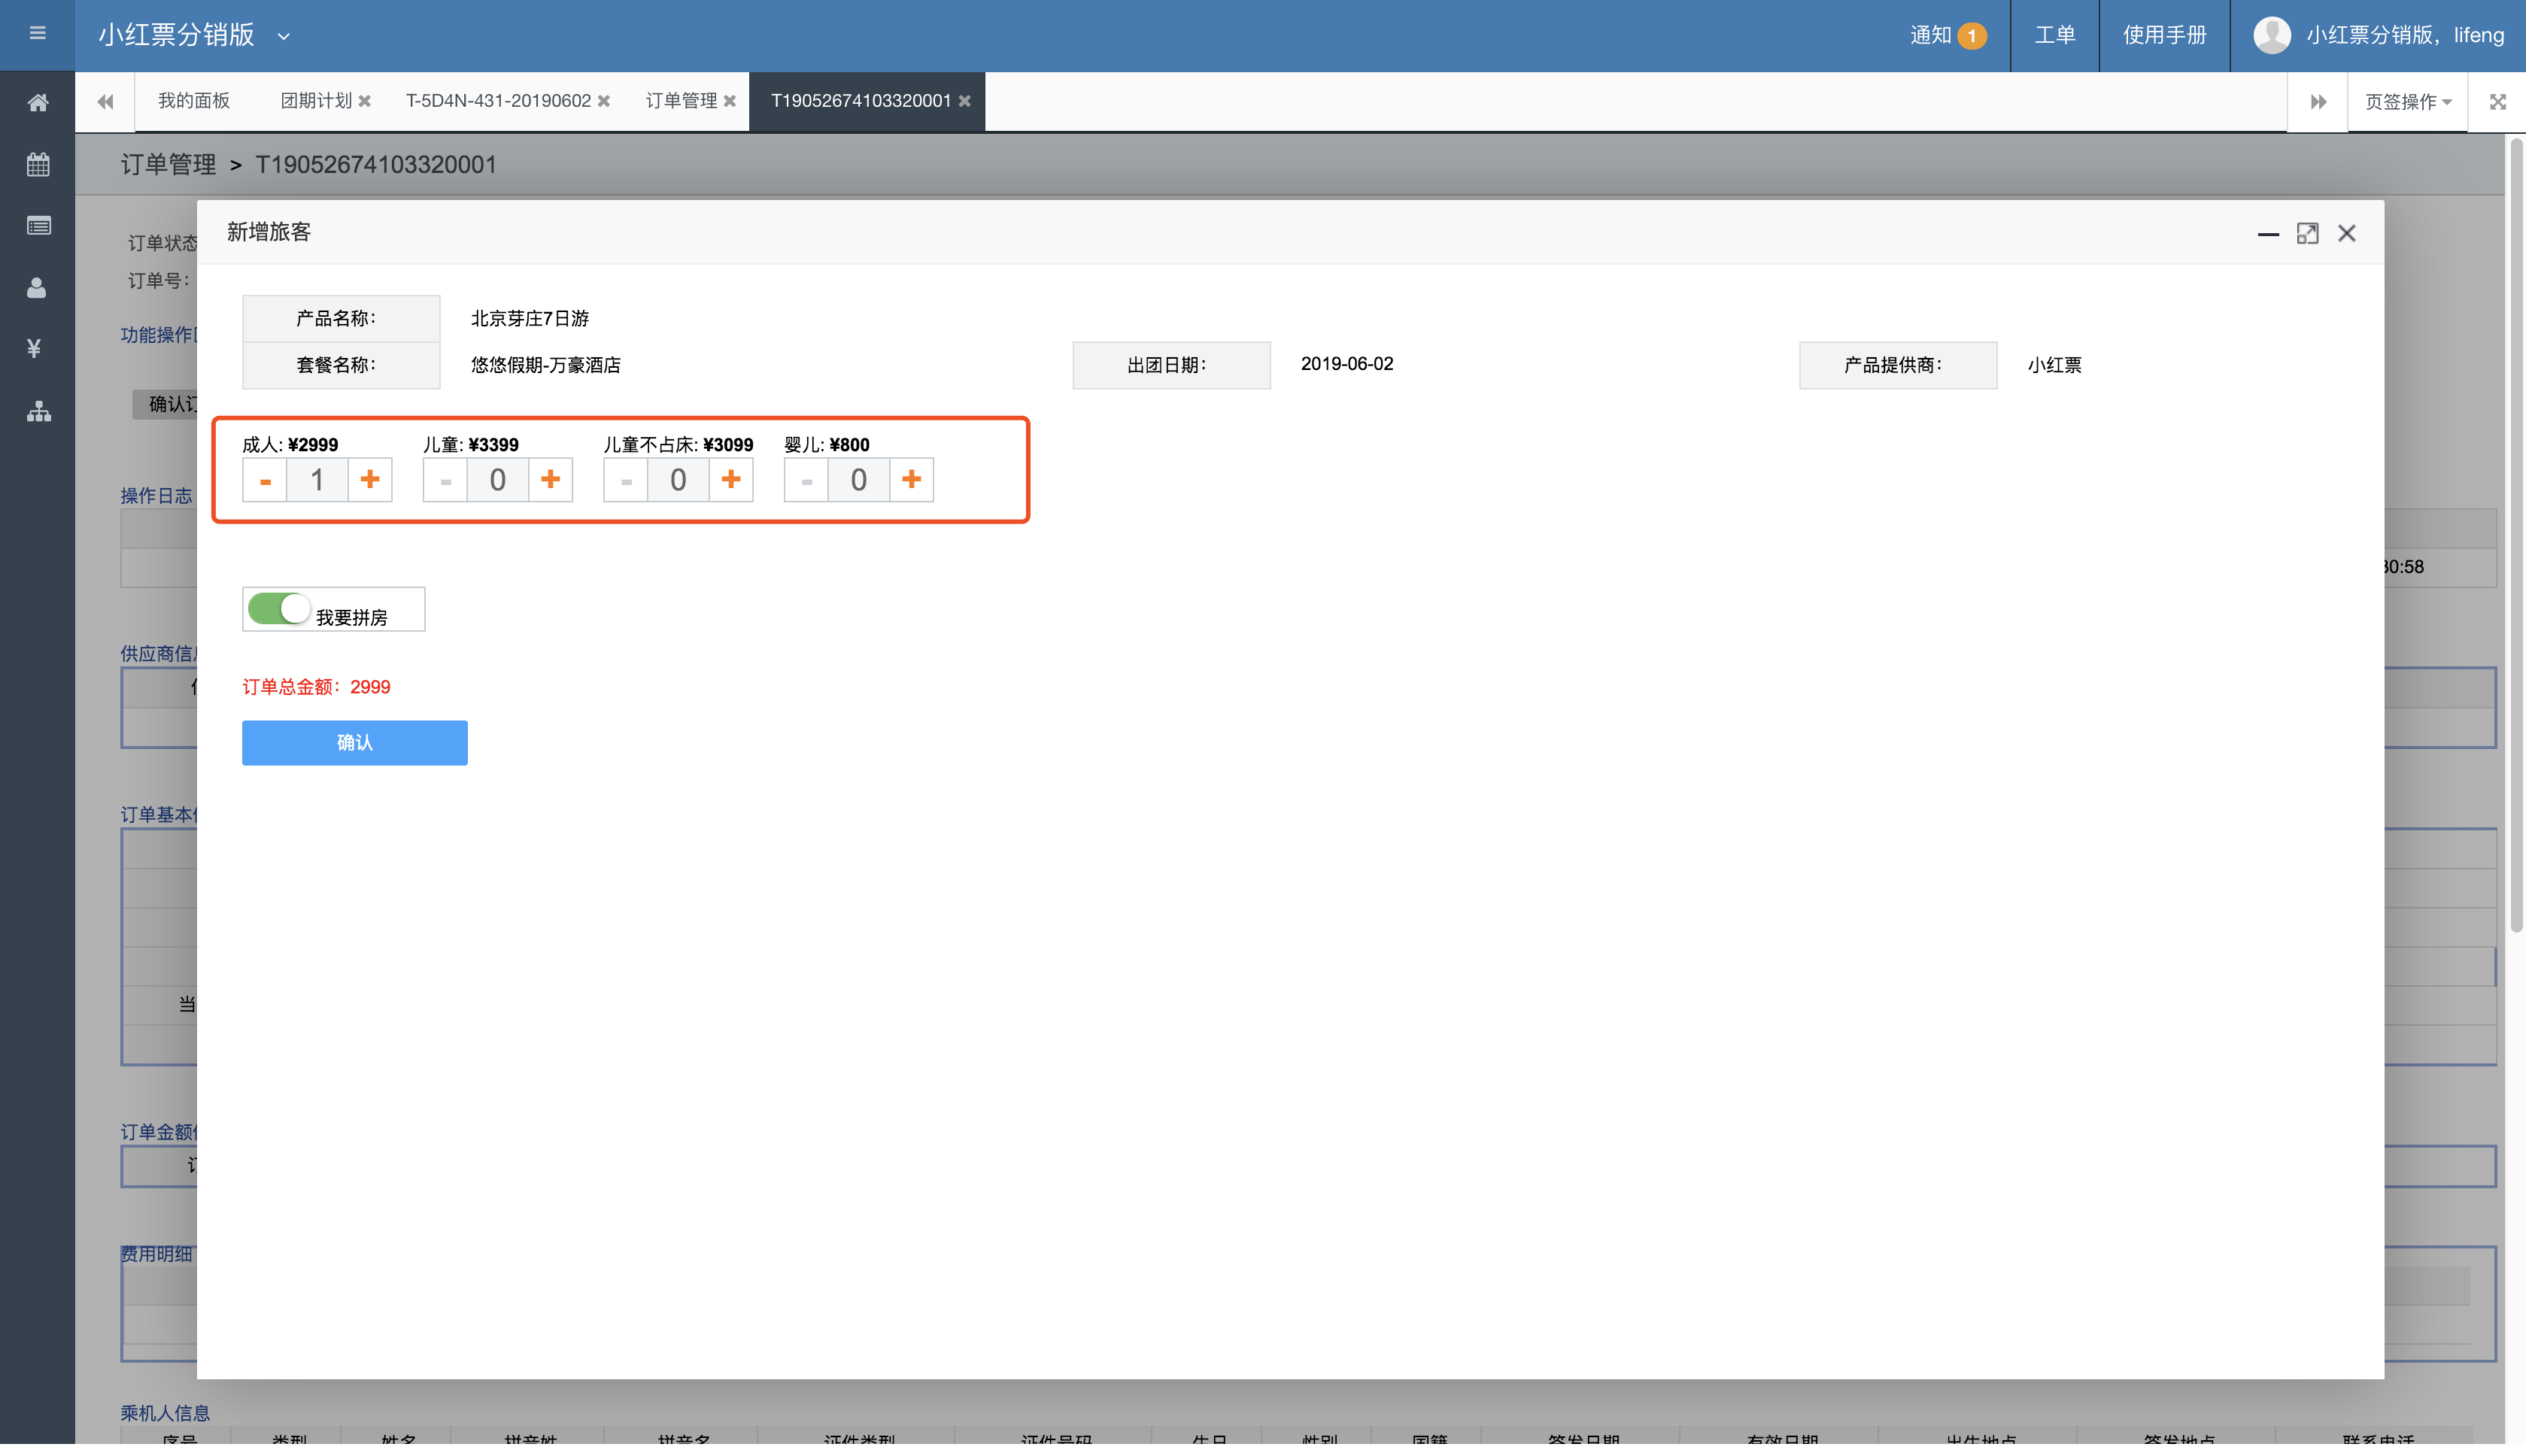 小红票分销版
通知 1
工单
使用手册
小红票分销版，lifeng
我的面板
团期计划
T-5D4N-431-20190602
订单管理
T19052674103320001
页签操作
订单管理 > T19052674103320001
订单状态
订单号：
功能操作
确认订
操作日志
30:58
供应商信息
订单基本信
当
订单金额信
订
费用明细
新增旅客
产品名称： 北京芽庄7日游
套餐名称： 悠悠假期-万豪酒店 出团日期： 2019-06-02 产品提供商： 小红票
成人: ¥2999 儿童: ¥3399 儿童不占床: ¥3099 婴儿: ¥800
- 1 + - 0 + - 0 + - 0 +
我要拼房
订单总金额：2999
确认
乘机人信息
序号 类型 姓名 拼音姓 拼音名 证件类型 证件号码 生日 性别 国籍 签发日期 有效日期 出生地点 签发地点 联系电话